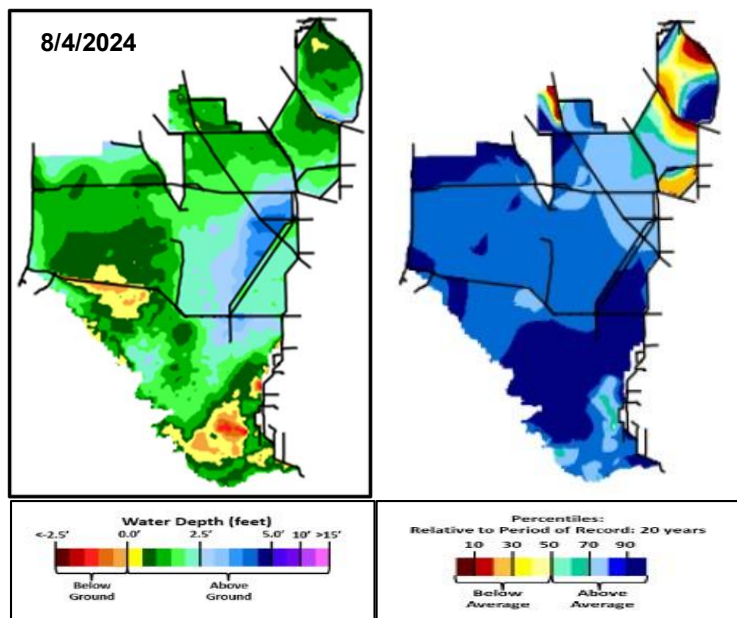 8/4/2024
Water Depth (feet)
<-2.5' 0.0' 2.5' 5.0' 10' >15'
Below
Ground
Above
Ground
Percentiles:
Relative to Period of Record: 20 years
10 30 50 70 90
Below
Average
Above
Average